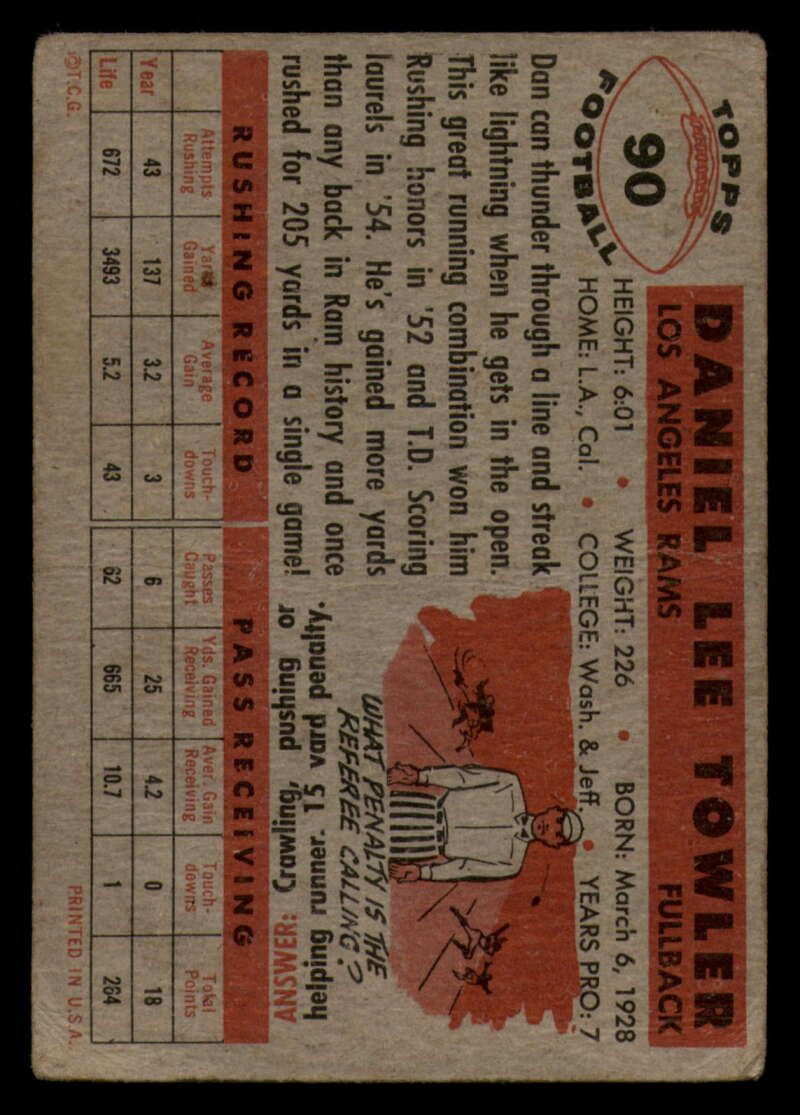 TOPPS
90
FOOTBALL
DANIEL LEE TOWLER
LOS ANGELES RAMS FULLBACK
HEIGHT: 6:01 • WEIGHT: 226 • BORN: March 6, 1928
HOME: L.A., Cal. • COLLEGE: Wash. & Jeff. • YEARS PRO: 7
Dan can thunder through a line and streak
like lightning when he gets in the open.
This great running combination won him
Rushing honors in '52 and T.D. Scoring
laurels in '54. He's gained more yards
than any back in Ram history and once
rushed for 205 yards in a single game!
WHAT PENALTY IS THE
REFEREE CALLING?
ANSWER: Crawling, pushing or
helping runner. 15 yard penalty.
RUSHING RECORD PASS RECEIVING
Attempts Rushing Yards Gained Average Gain Touch-downs Passes Caught Yds. Gained Receiving Aver. Gain Receiving Touch-downs Total Points
Year 43 137 3.2 3 6 25 4.2 0 18
Life 672 3493 5.2 43 62 665 10.7 1 264
©T.C.G. PRINTED IN U.S.A.